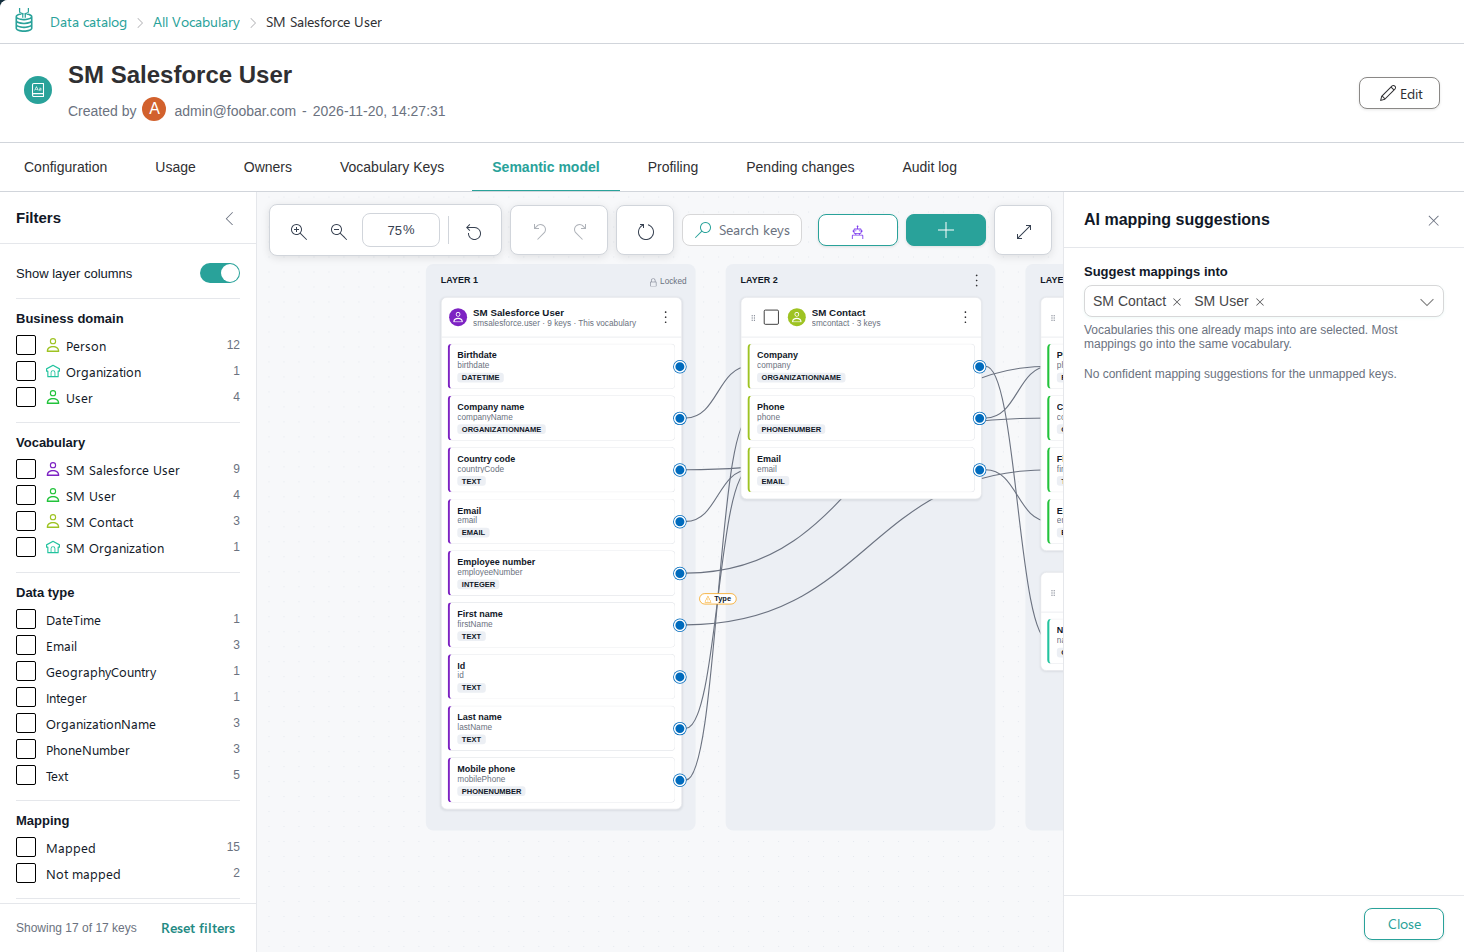 Data catalog > All Vocabulary > SM Salesforce User
SM Salesforce User
Created by A admin@foobar.com - 2026-11-20, 14:27:31
Edit
Configuration Usage Owners Vocabulary Keys Semantic model Profiling Pending changes Audit log
Filters
Show layer columns
Business domain
Person 12
Organization 1
User 4
Vocabulary
SM Salesforce User 9
SM User 4
SM Contact 3
SM Organization 1
Data type
DateTime 1
Email 3
GeographyCountry 1
Integer 1
OrganizationName 3
PhoneNumber 3
Text 5
Mapping
Mapped 15
Not mapped 2
Showing 17 of 17 keys Reset filters
75%
Search keys
LAYER 1 Locked
SM Salesforce User
smsalesforce.user · 9 keys · This vocabulary
Birthdate
birthdate
DATETIME
Company name
companyName
ORGANIZATIONNAME
Country code
countryCode
TEXT
Email
email
EMAIL
Employee number
employeeNumber
INTEGER
First name
firstName
TEXT
Id
id
TEXT
Last name
lastName
TEXT
Mobile phone
mobilePhone
PHONENUMBER
Type
LAYER 2
SM Contact
smcontact · 3 keys
Company
company
ORGANIZATIONNAME
Phone
phone
PHONENUMBER
Email
email
EMAIL
AI mapping suggestions
Suggest mappings into
SM Contact × SM User ×
Vocabularies this one already maps into are selected. Most
mappings go into the same vocabulary.
No confident mapping suggestions for the unmapped keys.
Close